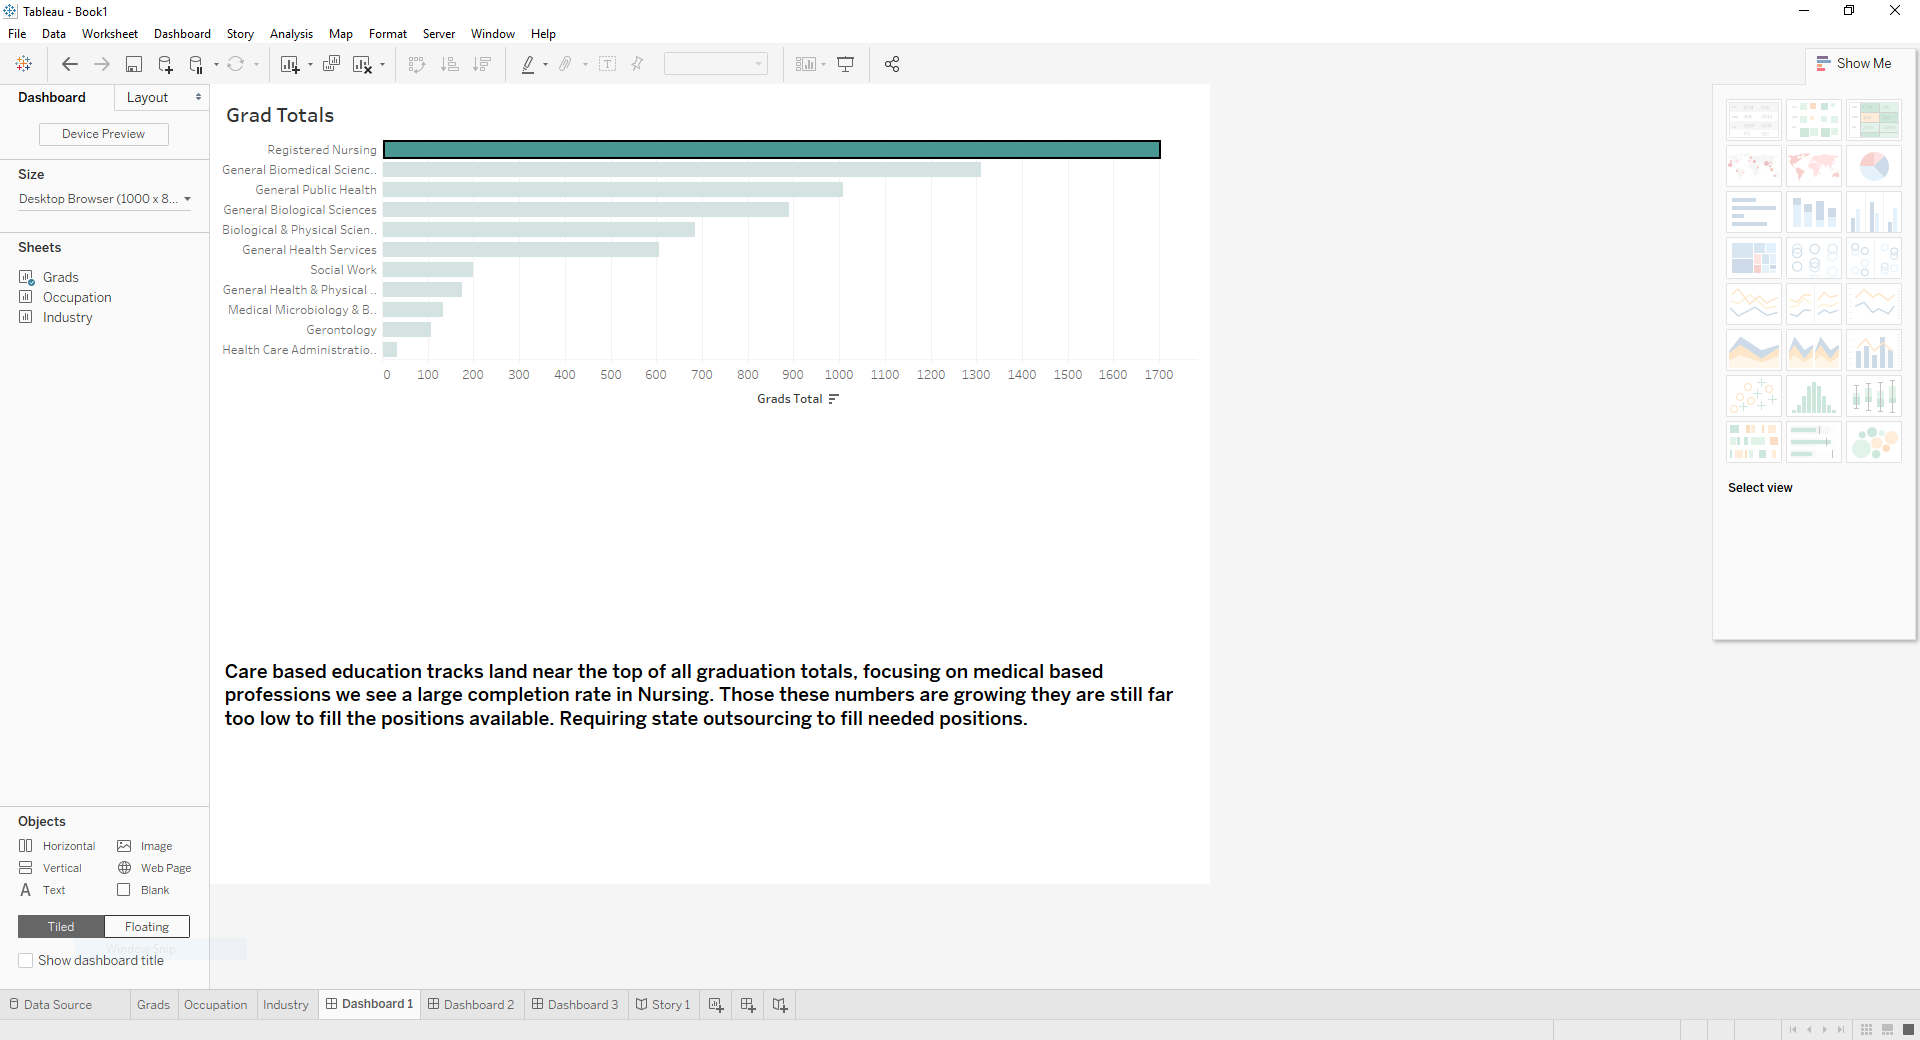 Tableau - Book1
File Data Worksheet Dashboard Story Analysis Map Format Server Window Help
Show Me
Dashboard Layout
Device Preview
Size
Desktop Browser (1000 x 8...
Sheets
Grads
Occupation
Industry
Grad Totals
Registered Nursing
General Biomedical Scienc..
General Public Health
General Biological Sciences
Biological & Physical Scien..
General Health Services
Social Work
General Health & Physical ..
Medical Microbiology & B..
Gerontology
Health Care Administratio..
0 100 200 300 400 500 600 700 800 900 1000 1100 1200 1300 1400 1500 1600 1700
Grads Total
Select view
Care based education tracks land near the top of all graduation totals, focusing on medical based
professions we see a large completion rate in Nursing. Those these numbers are growing they are still far
too low to fill the positions available. Requiring state outsourcing to fill needed positions.
Objects
Horizontal Image
Vertical Web Page
Text Blank
Tiled Floating
Window Snip
Show dashboard title
Data Source Grads Occupation Industry Dashboard 1 Dashboard 2 Dashboard 3 Story 1